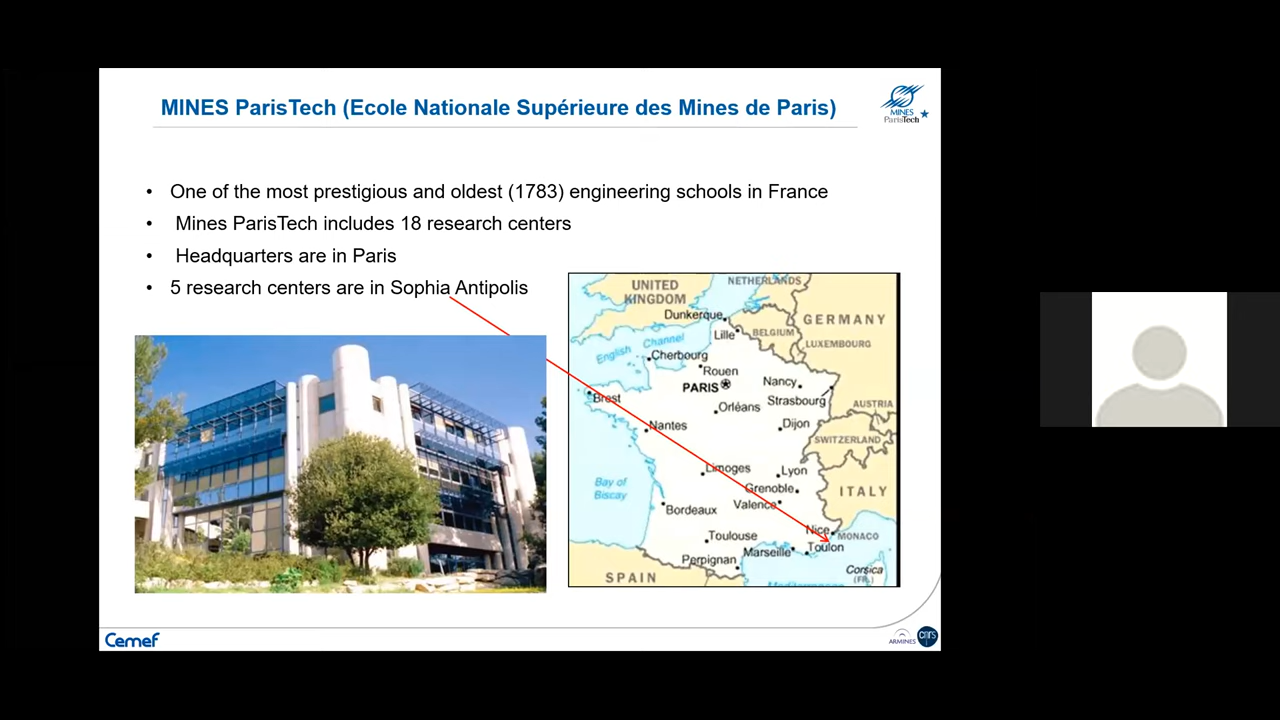 MINES ParisTech (Ecole Nationale Supérieure des Mines de Paris)
MINES
ParisTech
• One of the most prestigious and oldest (1783) engineering schools in France
• Mines ParisTech includes 18 research centers
• Headquarters are in Paris
• 5 research centers are in Sophia Antipolis
UNITED
KINGDOM
NETHERLANDS
Dunkerque
GERMANY
Lille
BELGIUM
LUXEMBOURG
English Channel
Cherbourg
Rouen
PARIS
Nancy
Strasbourg
Brest
Orléans
AUSTRIA
Nantes
Dijon
SWITZERLAND
Limoges
Lyon
Bay of
Biscay
Grenoble
ITALY
Valence
Bordeaux
Nice
MONACO
Toulouse
Marseille
Toulon
Perpignan
Corsica
(FR.)
SPAIN
Mediterranean
Cemef
ARMINES
cnrs